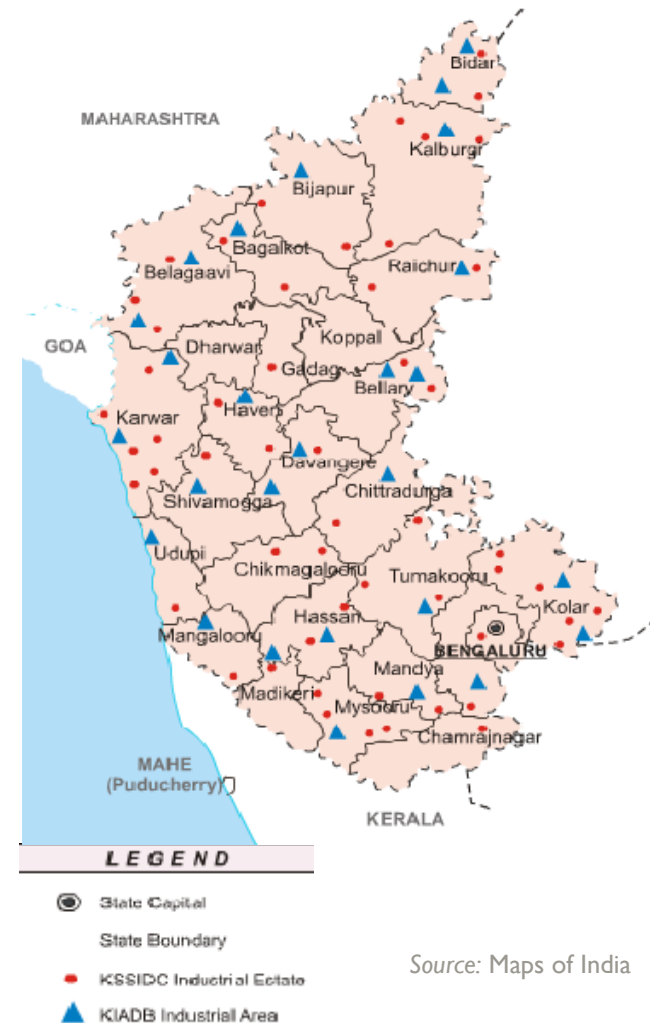 Bidar
MAHARASHTRA
Kalburgi
Bijapur
Bagalkot
Belagaavi
Raiichur
GOA
Dharwar
Koppal
Gadag
Bellary
Haveri
Karwar
Davangere
Chittradurga
Shivamogga
Udupi
Chikmagalooru
Tumakooru
Kolar
Hassan
Mangalooru
BENGALURU
Mandya
Madikeri
Mysooru
Chamrajnagar
MAHE
(Puducherry)
KERALA
LEGEND
State Capital
State Boundary
KSSIDC Industrial Estate
KIADB Industrial Area
Source: Maps of India